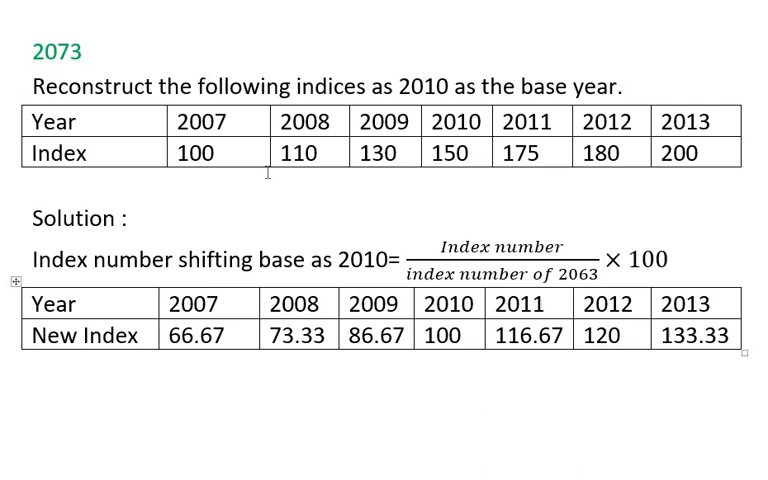 2073
Reconstruct the following indices as 2010 as the base year.
Year 2007 2008 2009 2010 2011 2012 2013
Index 100 110 130 150 175 180 200
Solution :
Index number shifting base as 2010= Index number / index number of 2063 × 100
Year 2007 2008 2009 2010 2011 2012 2013
New Index 66.67 73.33 86.67 100 116.67 120 133.33